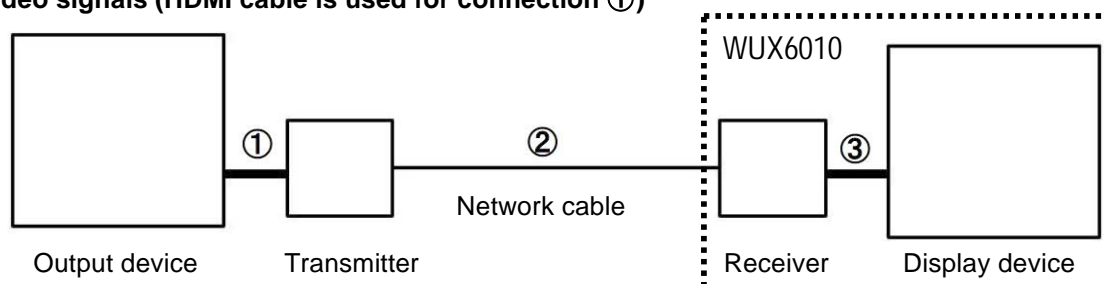 deo signals (HDMI cable is used for connection ①)
WUX6010
① ② ③
Network cable
Output device Transmitter Receiver Display device